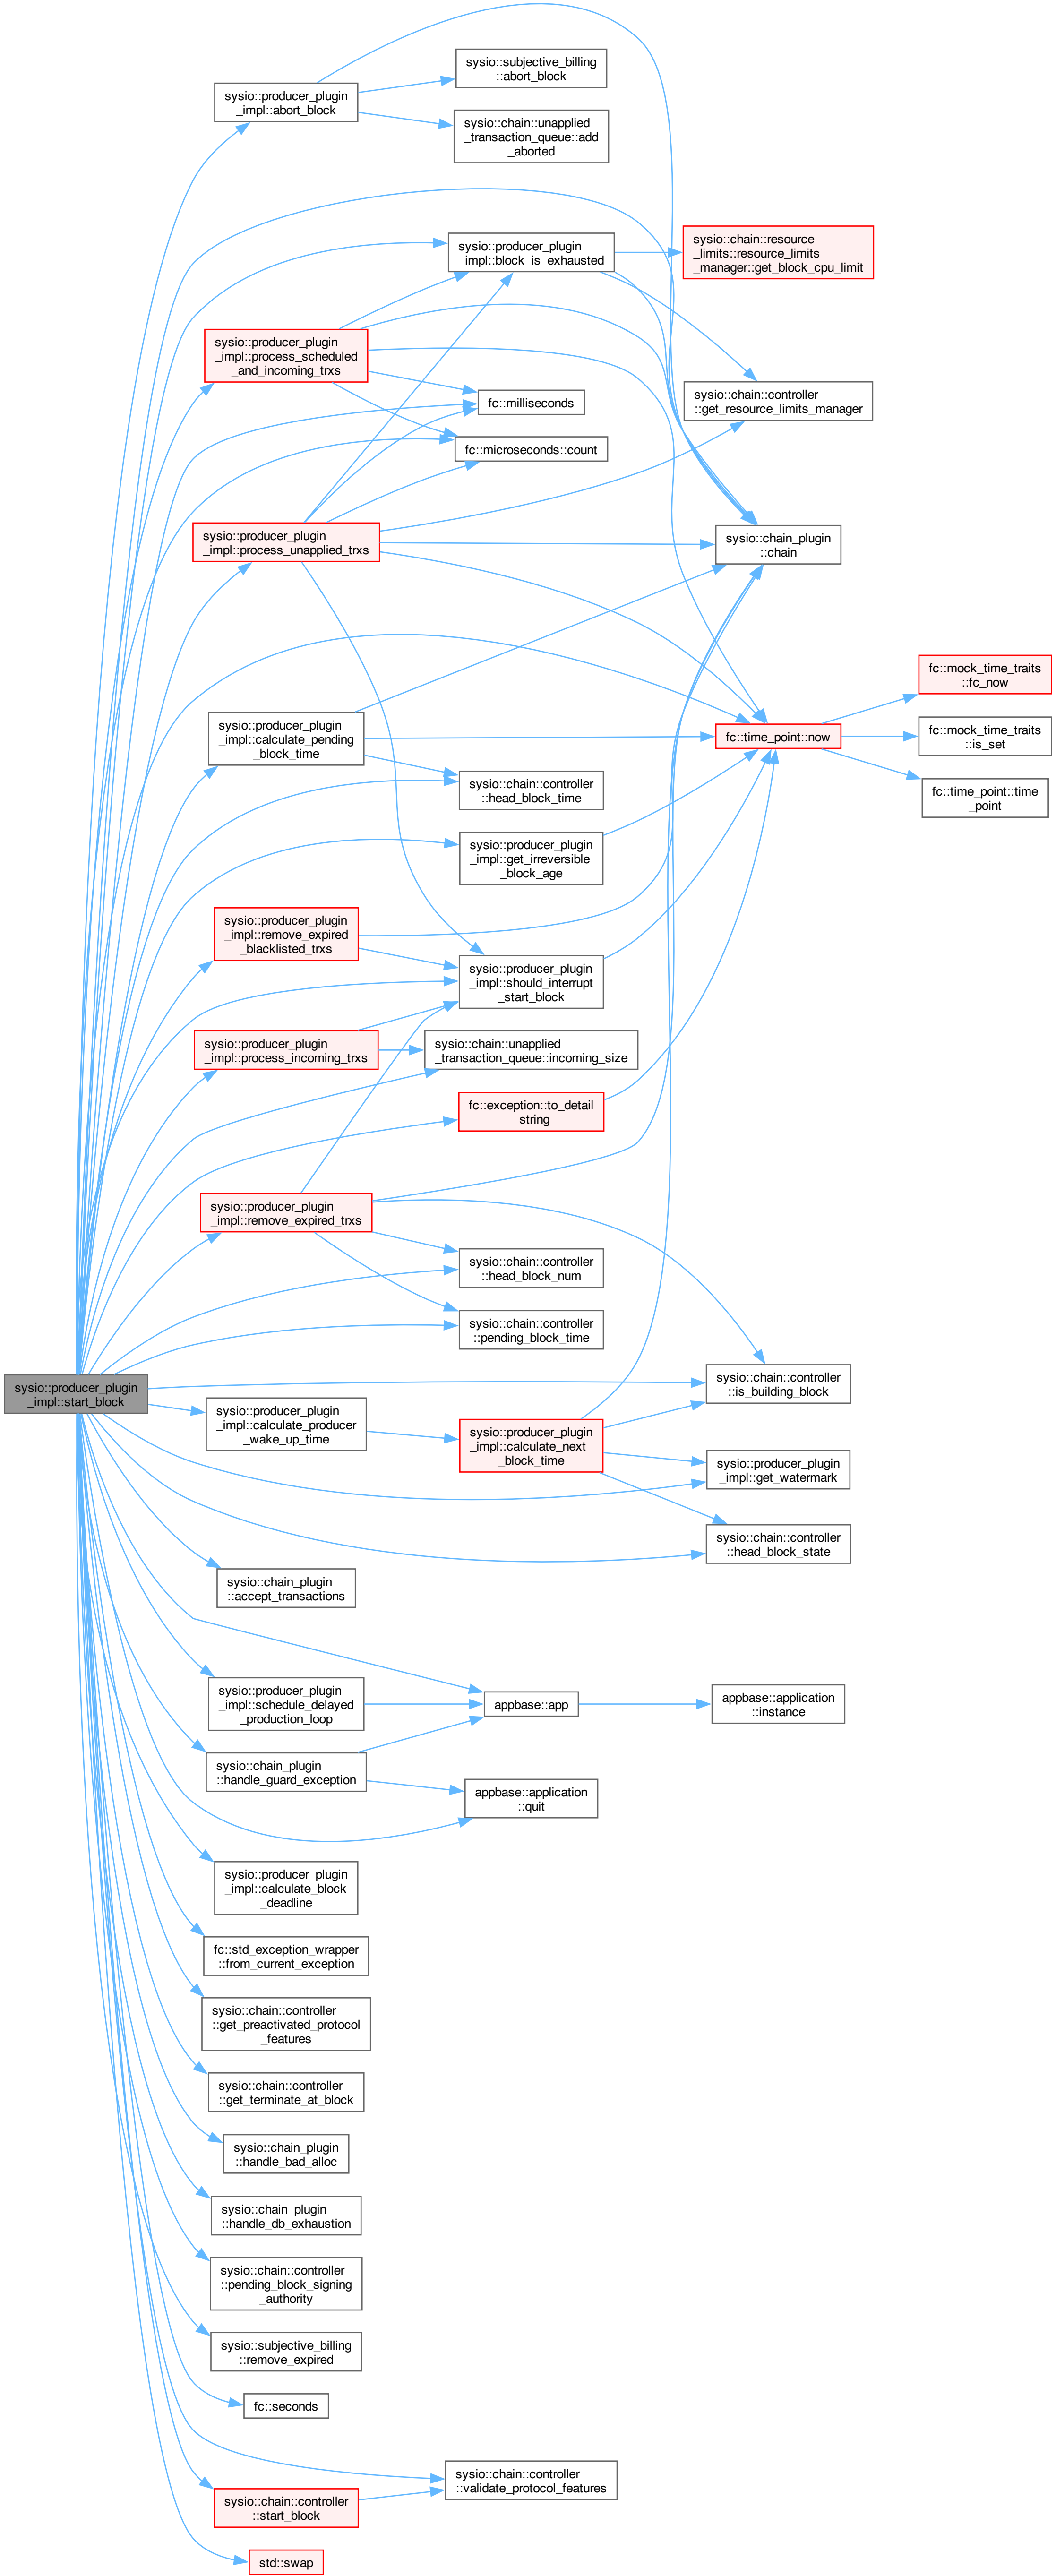 sysio::producer_plugin
_impl::abort_block
sysio::subjective_billing
::abort_block
sysio::chain::unapplied
_transaction_queue::add
_aborted
sysio::producer_plugin
_impl::block_is_exhausted
sysio::chain::resource
_limits::resource_limits
_manager::get_block_cpu_limit
sysio::producer_plugin
_impl::process_scheduled
_and_incoming_trxs
sysio::chain::controller
::get_resource_limits_manager
fc::milliseconds
fc::microseconds::count
sysio::producer_plugin
_impl::process_unapplied_trxs
sysio::chain_plugin
::chain
fc::mock_time_traits
::fc_now
sysio::producer_plugin
_impl::calculate_pending
_block_time
fc::time_point::now
fc::mock_time_traits
::is_set
sysio::chain::controller
::head_block_time
fc::time_point::time
_point
sysio::producer_plugin
_impl::get_irreversible
_block_age
sysio::producer_plugin
_impl::remove_expired
_blacklisted_trxs
sysio::producer_plugin
_impl::should_interrupt
_start_block
sysio::producer_plugin
_impl::process_incoming_trxs
sysio::chain::unapplied
_transaction_queue::incoming_size
fc::exception::to_detail
_string
sysio::producer_plugin
_impl::remove_expired_trxs
sysio::chain::controller
::head_block_num
sysio::chain::controller
::pending_block_time
sysio::producer_plugin
_impl::start_block
sysio::chain::controller
::is_building_block
sysio::producer_plugin
_impl::calculate_producer
_wake_up_time
sysio::producer_plugin
_impl::calculate_next
_block_time
sysio::producer_plugin
_impl::get_watermark
sysio::chain::controller
::head_block_state
sysio::chain_plugin
::accept_transactions
sysio::producer_plugin
_impl::schedule_delayed
_production_loop
appbase::app
appbase::application
::instance
sysio::chain_plugin
::handle_guard_exception
appbase::application
::quit
sysio::producer_plugin
_impl::calculate_block
_deadline
fc::std_exception_wrapper
::from_current_exception
sysio::chain::controller
::get_preactivated_protocol
_features
sysio::chain::controller
::get_terminate_at_block
sysio::chain_plugin
::handle_bad_alloc
sysio::chain_plugin
::handle_db_exhaustion
sysio::chain::controller
::pending_block_signing
_authority
sysio::subjective_billing
::remove_expired
fc::seconds
sysio::chain::controller
::validate_protocol_features
sysio::chain::controller
::start_block
std::swap